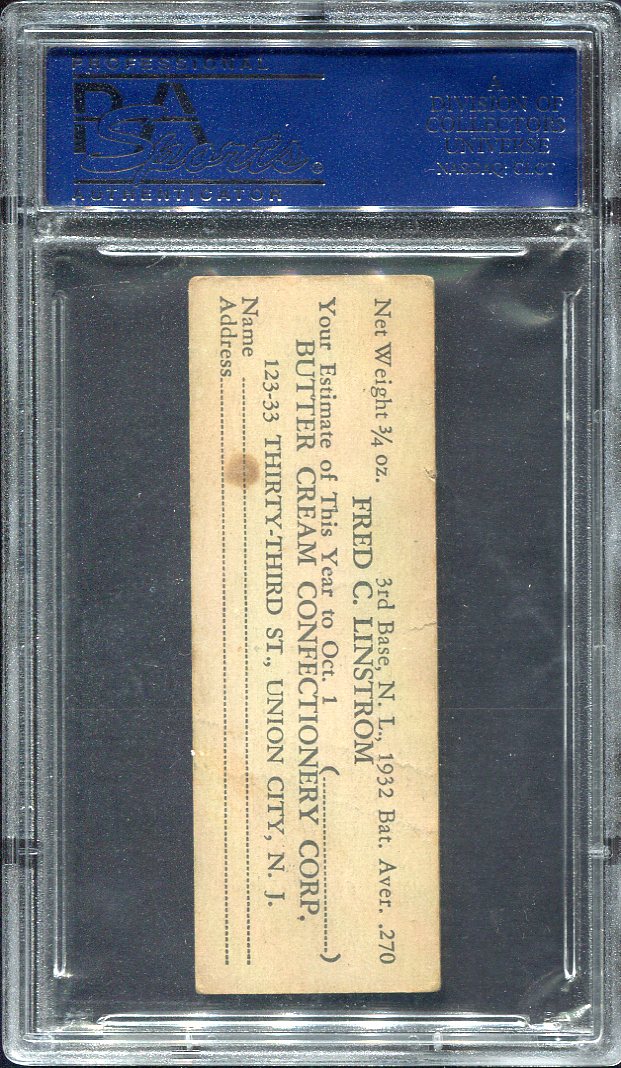 PROFESSIONAL
PSA
Sports
AUTHENTICATOR
A
DIVISION OF
COLLECTORS
UNIVERSE
NASDAQ: CLCT
Net Weight ¾ oz.
FRED C. LINSTROM
3rd Base, N. L., 1932 Bat. Aver. .270
Your Estimate of This Year to Oct. 1 (....................)
BUTTER CREAM CONFECTIONERY CORP,
123-33 THIRTY-THIRD ST., UNION CITY, N. J.
Name ....................
Address....................